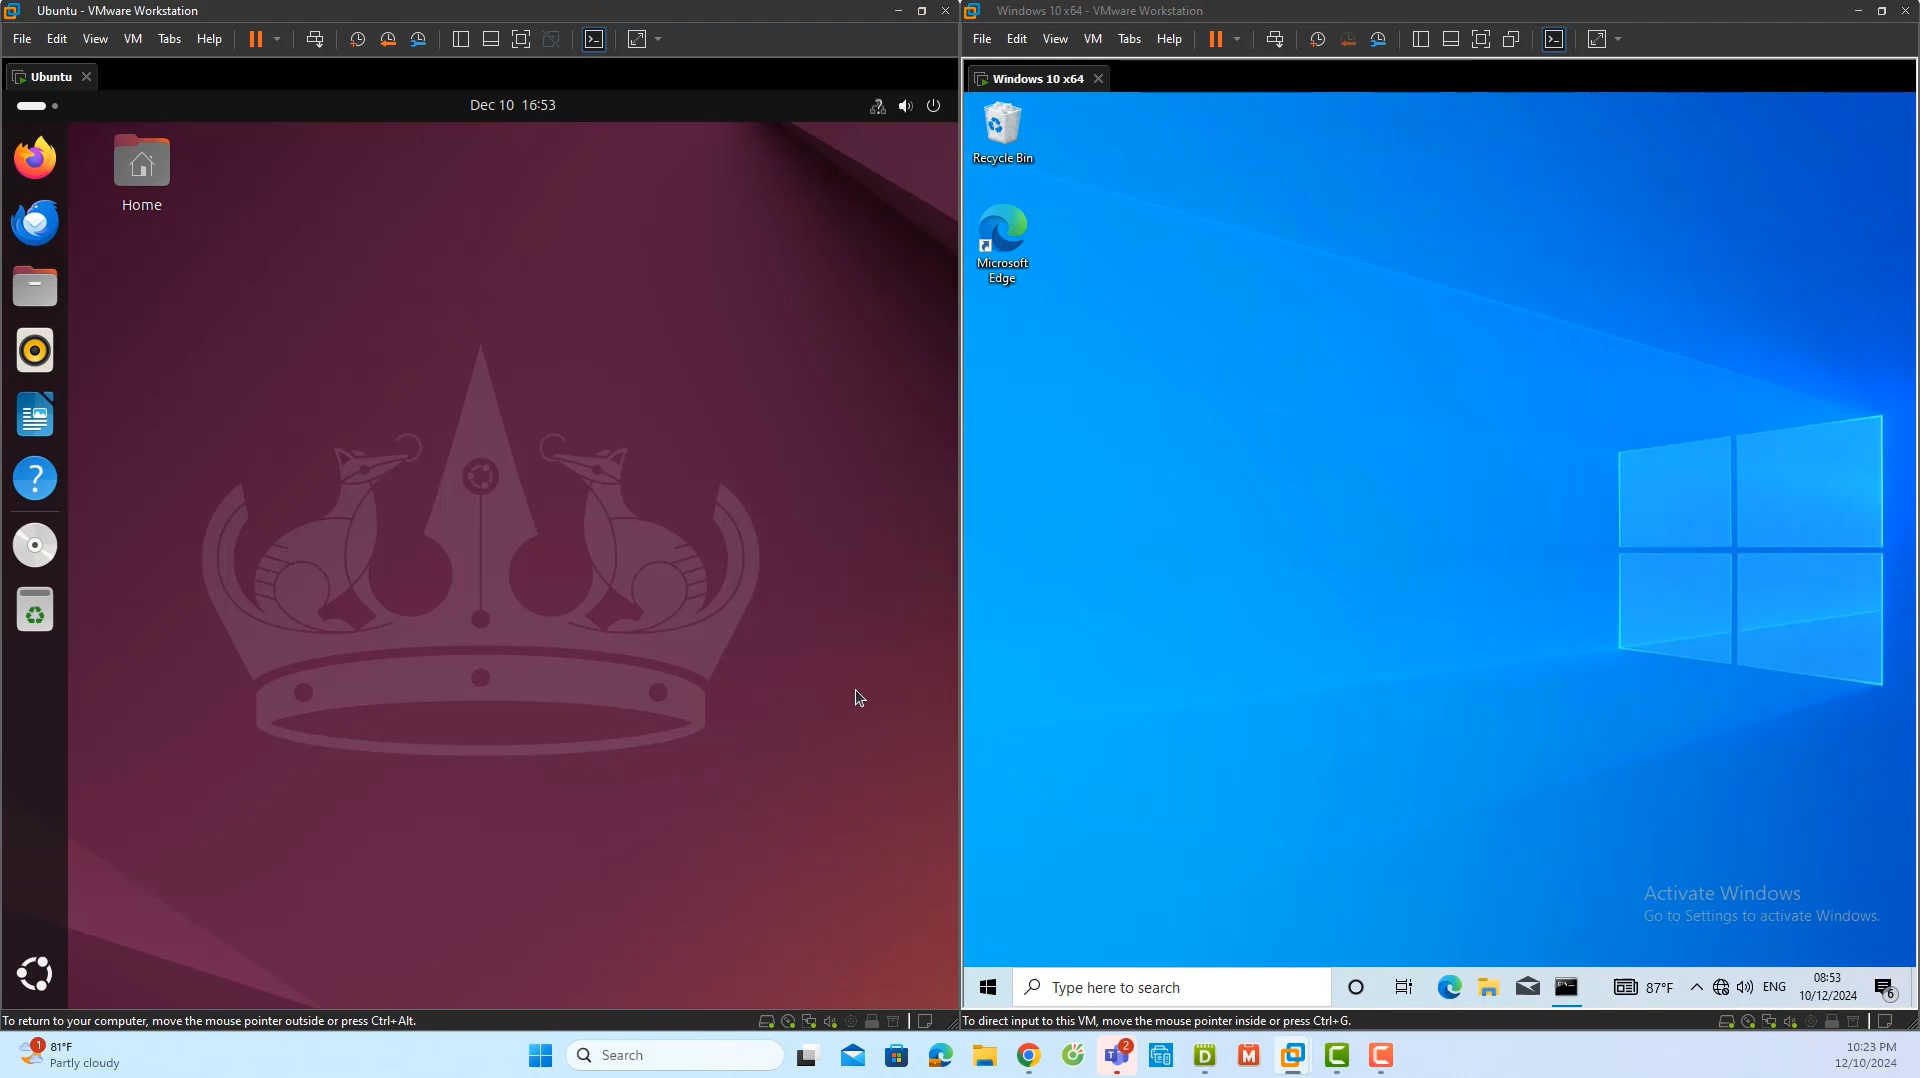 Ubuntu - VMware Workstation
File Edit View VM Tabs Help
Ubuntu
Dec 10 16:53
Home
To return to your computer, move the mouse pointer outside or press Ctrl+Alt.
Windows 10 x64 - VMware Workstation
File Edit View VM Tabs Help
Windows 10 x64
Recycle Bin
Microsoft
Edge
Activate Windows
Go to Settings to activate Windows.
Type here to search
87°F
ENG
08:53
10/12/2024
6
To direct input to this VM, move the mouse pointer inside or press Ctrl+G.
1
81°F
Partly cloudy
Search
2
10:23 PM
12/10/2024